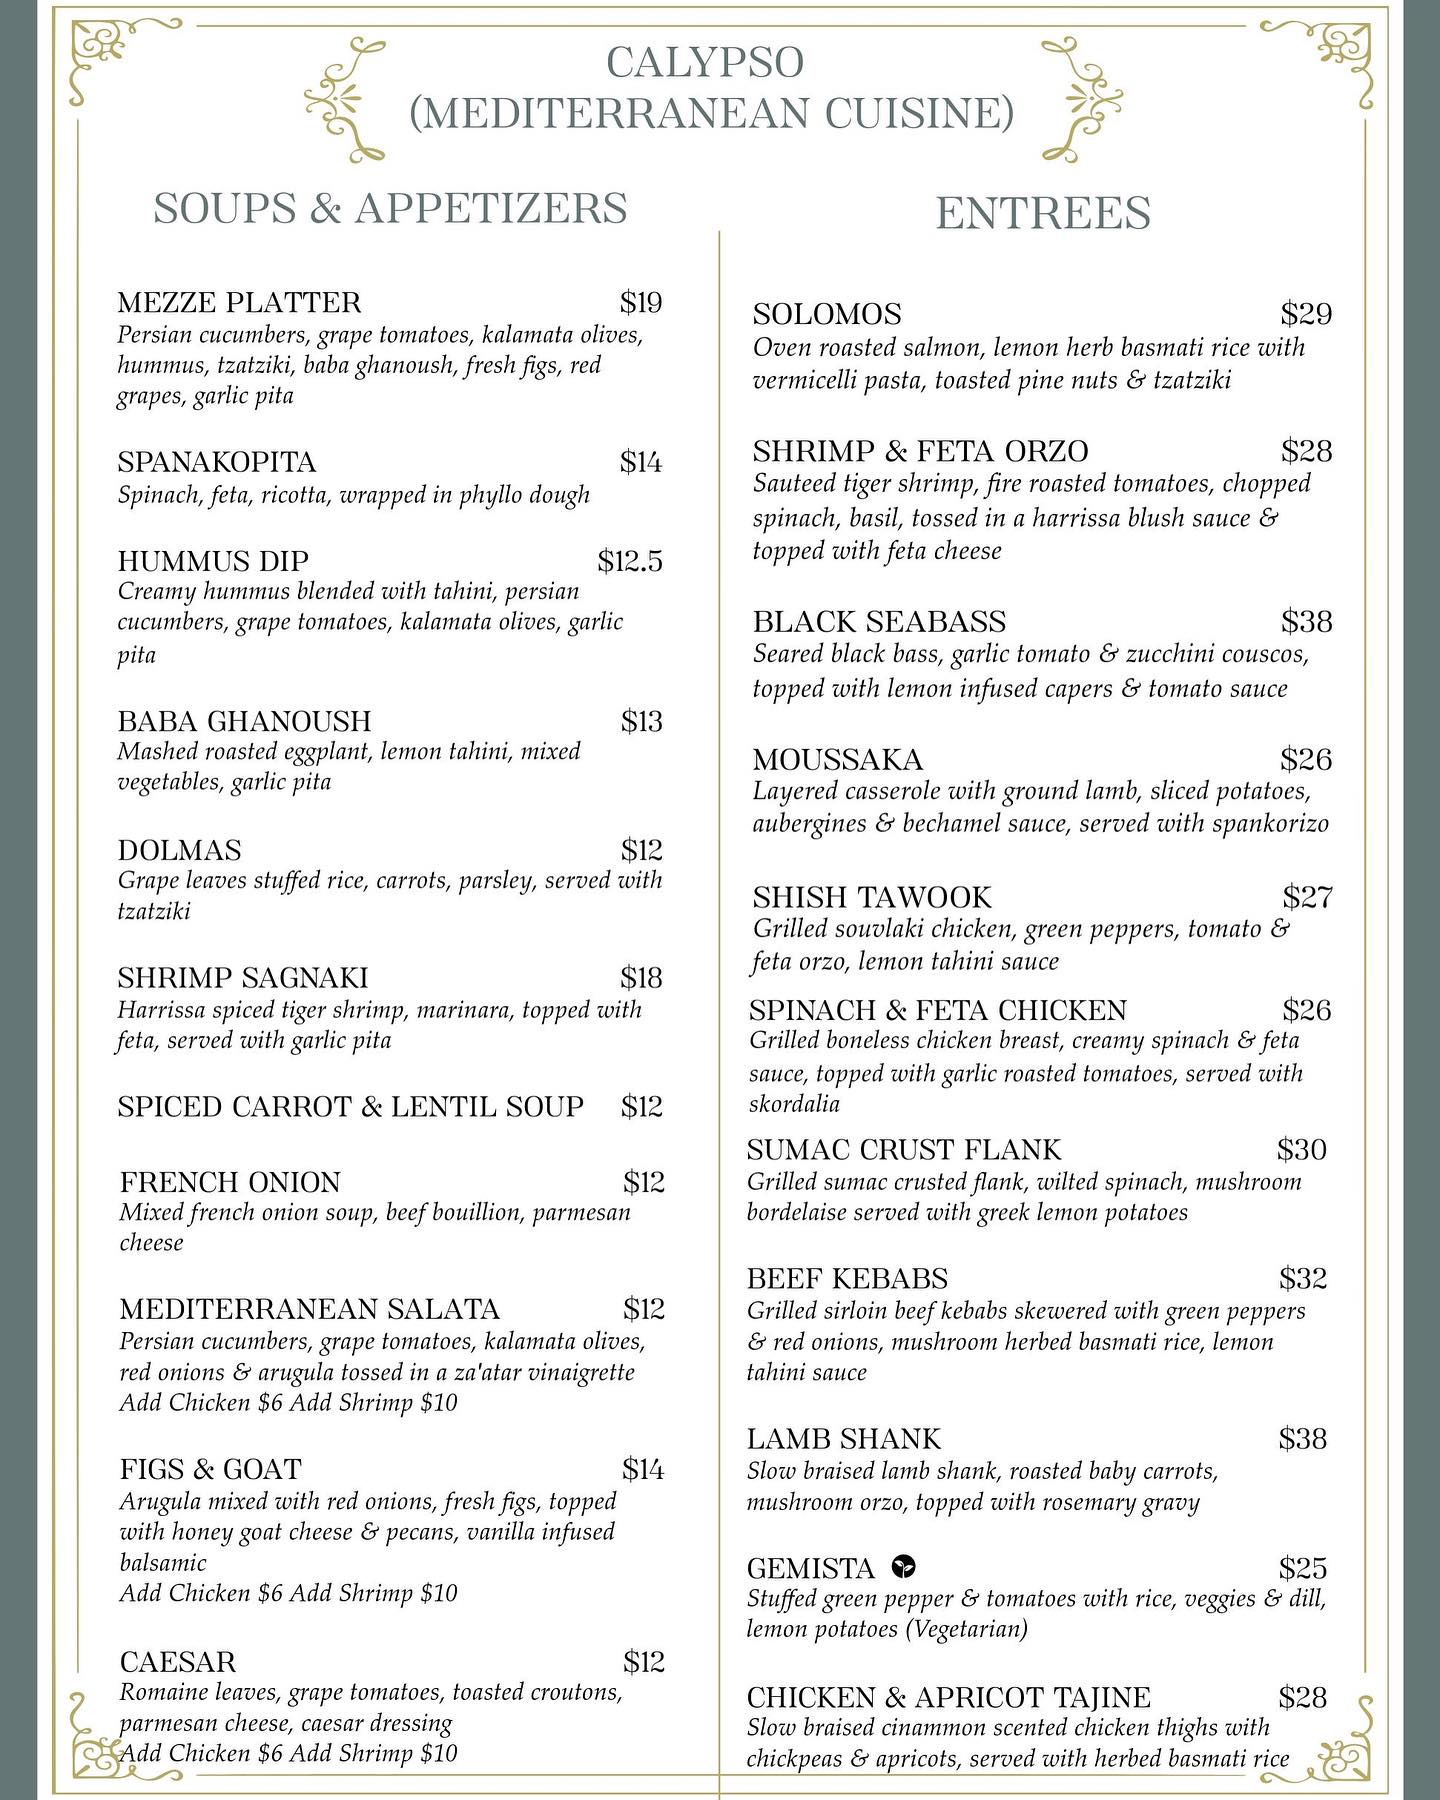 CALYPSO
(MEDITERRANEAN CUISINE)
SOUPS & APPETIZERS
MEZZE PLATTER $19
Persian cucumbers, grape tomatoes, kalamata olives,
hummus, tzatziki, baba ghanoush, fresh figs, red
grapes, garlic pita
SPANAKOPITA $14
Spinach, feta, ricotta, wrapped in phyllo dough
HUMMUS DIP $12.5
Creamy hummus blended with tahini, persian
cucumbers, grape tomatoes, kalamata olives, garlic
pita
BABA GHANOUSH $13
Mashed roasted eggplant, lemon tahini, mixed
vegetables, garlic pita
DOLMAS $12
Grape leaves stuffed rice, carrots, parsley, served with
tzatziki
SHRIMP SAGNAKI $18
Harrissa spiced tiger shrimp, marinara, topped with
feta, served with garlic pita
SPICED CARROT & LENTIL SOUP $12
FRENCH ONION $12
Mixed french onion soup, beef bouillion, parmesan
cheese
MEDITERRANEAN SALATA $12
Persian cucumbers, grape tomatoes, kalamata olives,
red onions & arugula tossed in a za'atar vinaigrette
Add Chicken $6 Add Shrimp $10
FIGS & GOAT $14
Arugula mixed with red onions, fresh figs, topped
with honey goat cheese & pecans, vanilla infused
balsamic
Add Chicken $6 Add Shrimp $10
CAESAR $12
Romaine leaves, grape tomatoes, toasted croutons,
parmesan cheese, caesar dressing
Add Chicken $6 Add Shrimp $10
ENTREES
SOLOMOS $29
Oven roasted salmon, lemon herb basmati rice with
vermicelli pasta, toasted pine nuts & tzatziki
SHRIMP & FETA ORZO $28
Sauteed tiger shrimp, fire roasted tomatoes, chopped
spinach, basil, tossed in a harrissa blush sauce &
topped with feta cheese
BLACK SEABASS $38
Seared black bass, garlic tomato & zucchini couscos,
topped with lemon infused capers & tomato sauce
MOUSSAKA $26
Layered casserole with ground lamb, sliced potatoes,
aubergines & bechamel sauce, served with spankorizo
SHISH TAWOOK $27
Grilled souvlaki chicken, green peppers, tomato &
feta orzo, lemon tahini sauce
SPINACH & FETA CHICKEN $26
Grilled boneless chicken breast, creamy spinach & feta
sauce, topped with garlic roasted tomatoes, served with
skordalia
SUMAC CRUST FLANK $30
Grilled sumac crusted flank, wilted spinach, mushroom
bordelaise served with greek lemon potatoes
BEEF KEBABS $32
Grilled sirloin beef kebabs skewered with green peppers
& red onions, mushroom herbed basmati rice, lemon
tahini sauce
LAMB SHANK $38
Slow braised lamb shank, roasted baby carrots,
mushroom orzo, topped with rosemary gravy
GEMISTA $25
Stuffed green pepper & tomatoes with rice, veggies & dill,
lemon potatoes (Vegetarian)
CHICKEN & APRICOT TAJINE $28
Slow braised cinammon scented chicken thighs with
chickpeas & apricots, served with herbed basmati rice